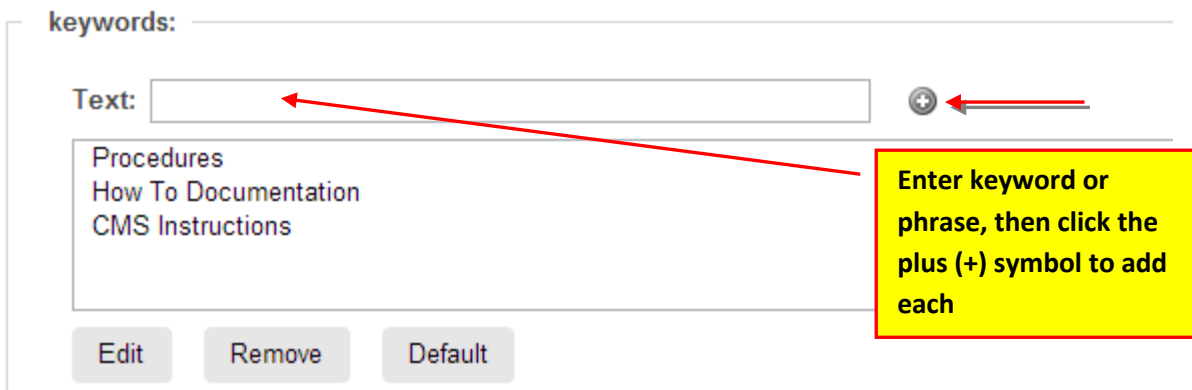 keywords:
Text:
Procedures
How To Documentation
CMS Instructions
Enter keyword or
phrase, then click the
plus (+) symbol to add
each
Edit Remove Default